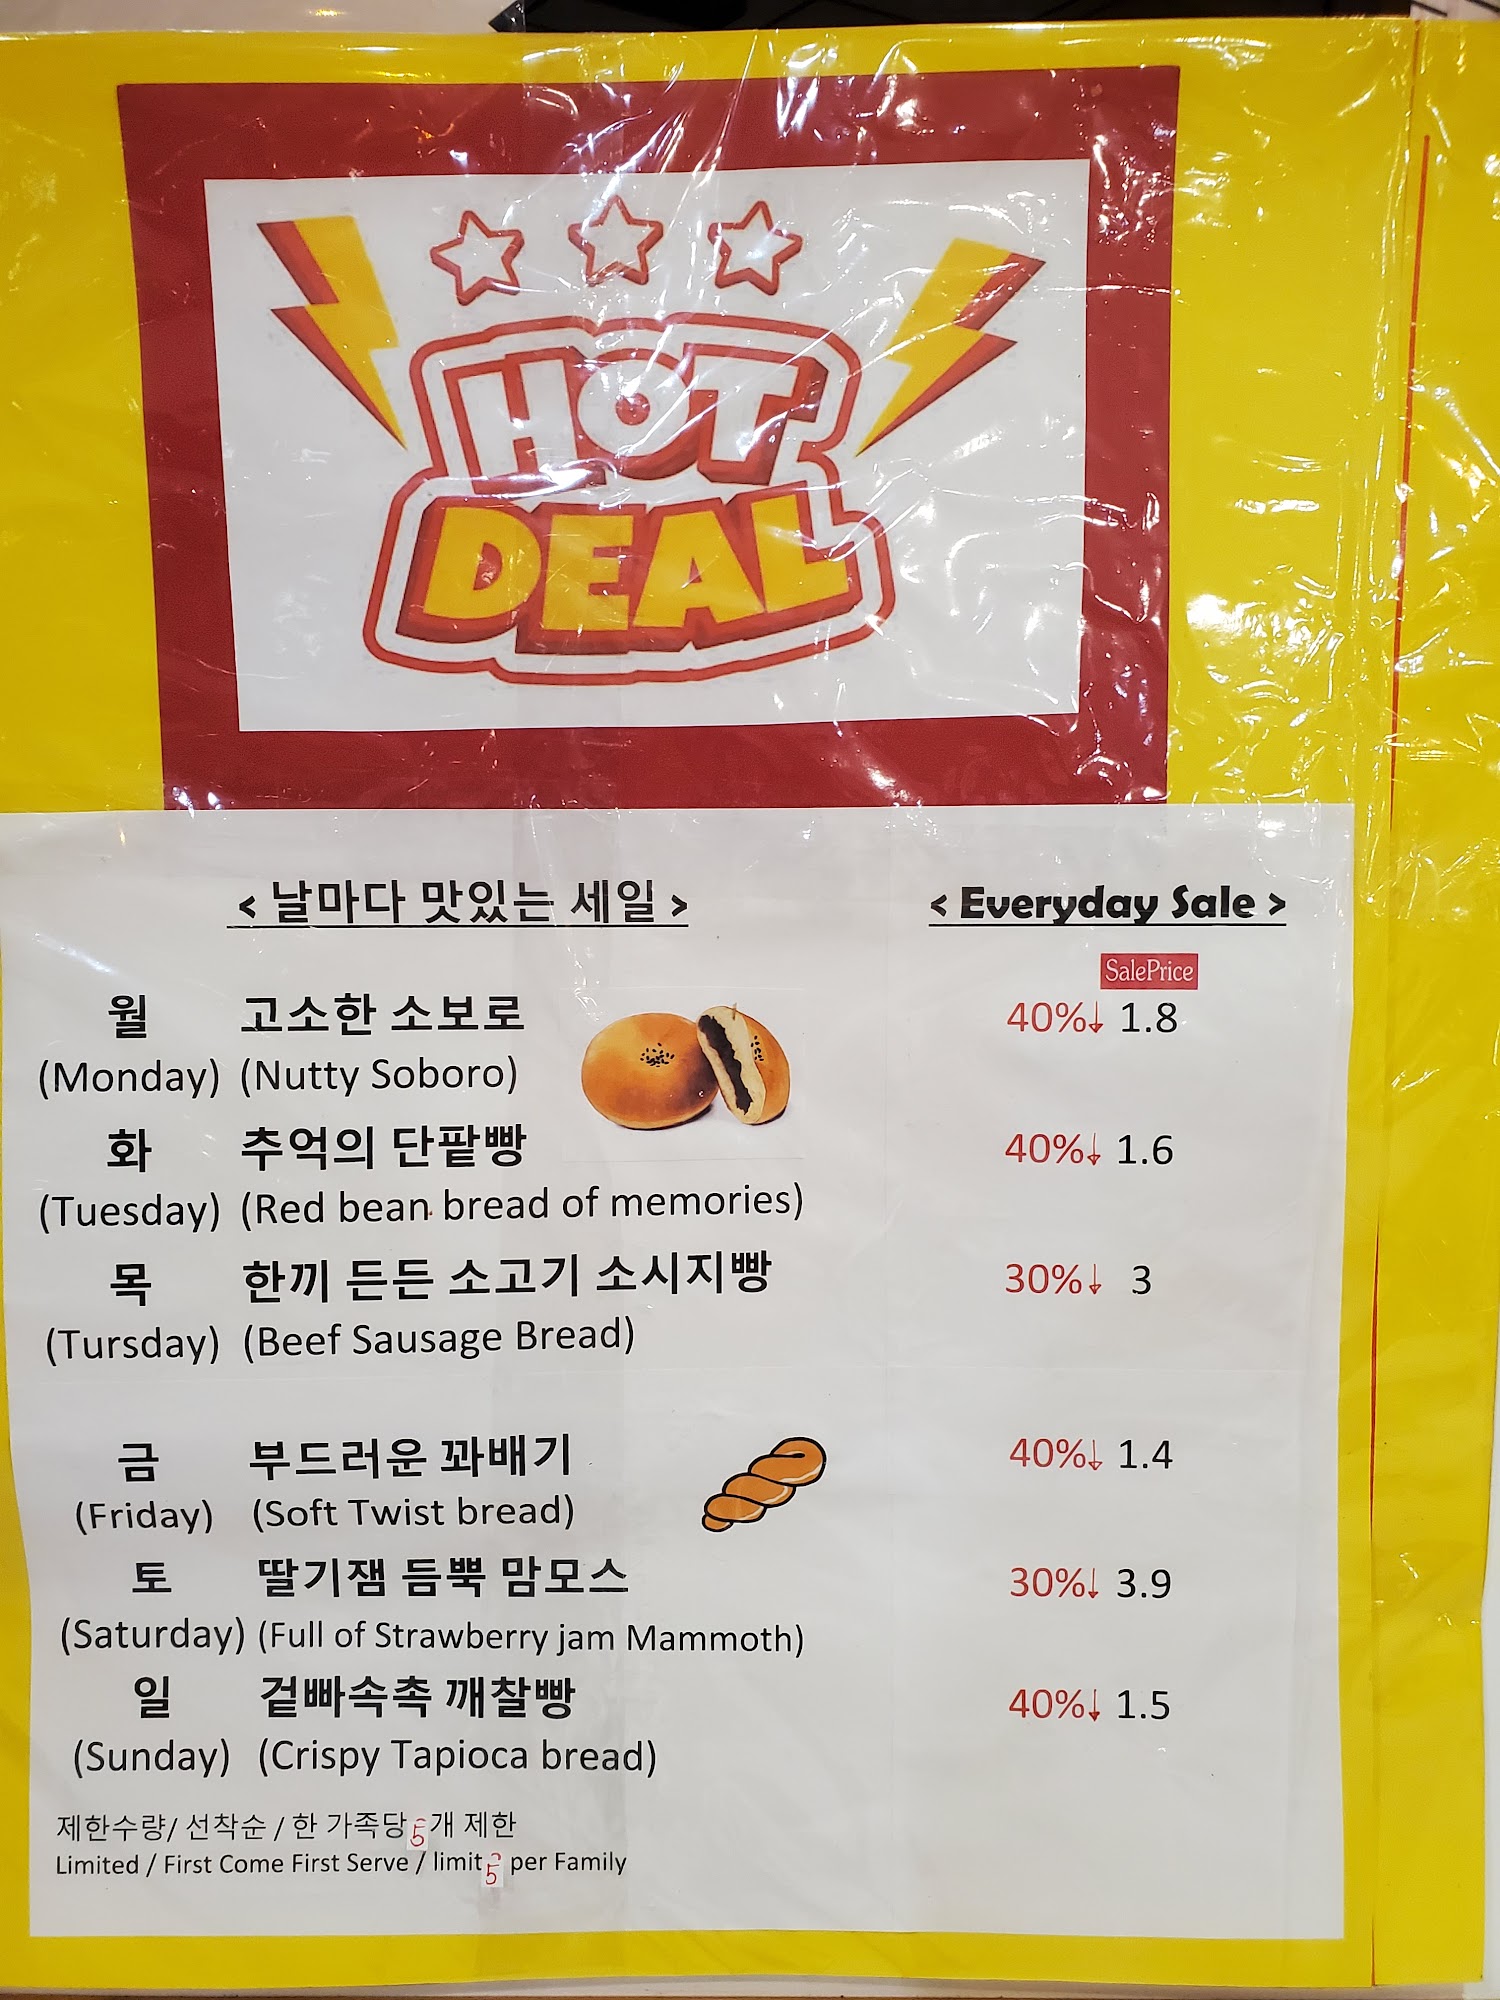 HOT
DEAL
< 날마다 맛있는 세일 > < Everyday Sale >
SalePrice
월 고소한 소보로 40%↓ 1.8
(Monday) (Nutty Soboro)
화 추억의 단팥빵 40%↓ 1.6
(Tuesday) (Red bean bread of memories)
목 한끼 든든 소고기 소시지빵 30%↓ 3
(Tursday) (Beef Sausage Bread)
금 부드러운 꽈배기 40%↓ 1.4
(Friday) (Soft Twist bread)
토 딸기잼 듬뿍 맘모스 30%↓ 3.9
(Saturday) (Full of Strawberry jam Mammoth)
일 겉빠속촉 깨찰빵 40%↓ 1.5
(Sunday) (Crispy Tapioca bread)
제한수량/ 선착순 / 한 가족당 5개 제한
Limited / First Come First Serve / limit 5 per Family